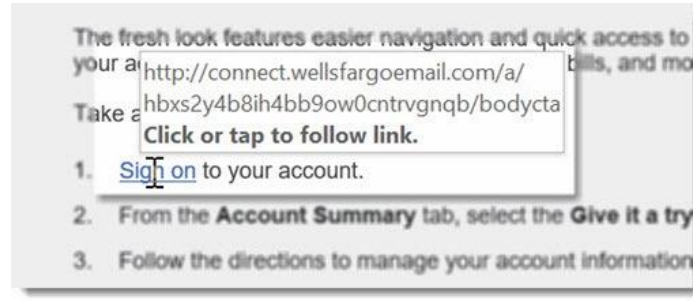 The fresh look features easier navigation and quick access to
your a
http://connect.wellsfargoemail.com/a/
bills, and mo
hbxs2y4b8ih4bb9ow0cntrvgnqb/bodycta
Take a
Click or tap to follow link.
1. Sign on to your account.
2. From the Account Summary tab, select the Give it a try
3. Follow the directions to manage your account information